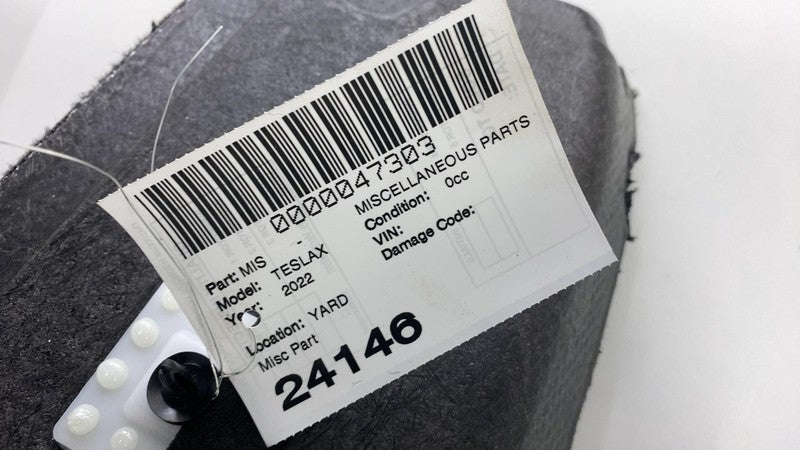 0000047303
Part: MIS - MISCELLANEOUS PARTS
Model: TESLAX Condition: 0cc
Year: 2022 VIN:
Damage Code:
Location: YARD
Misc Part
24146